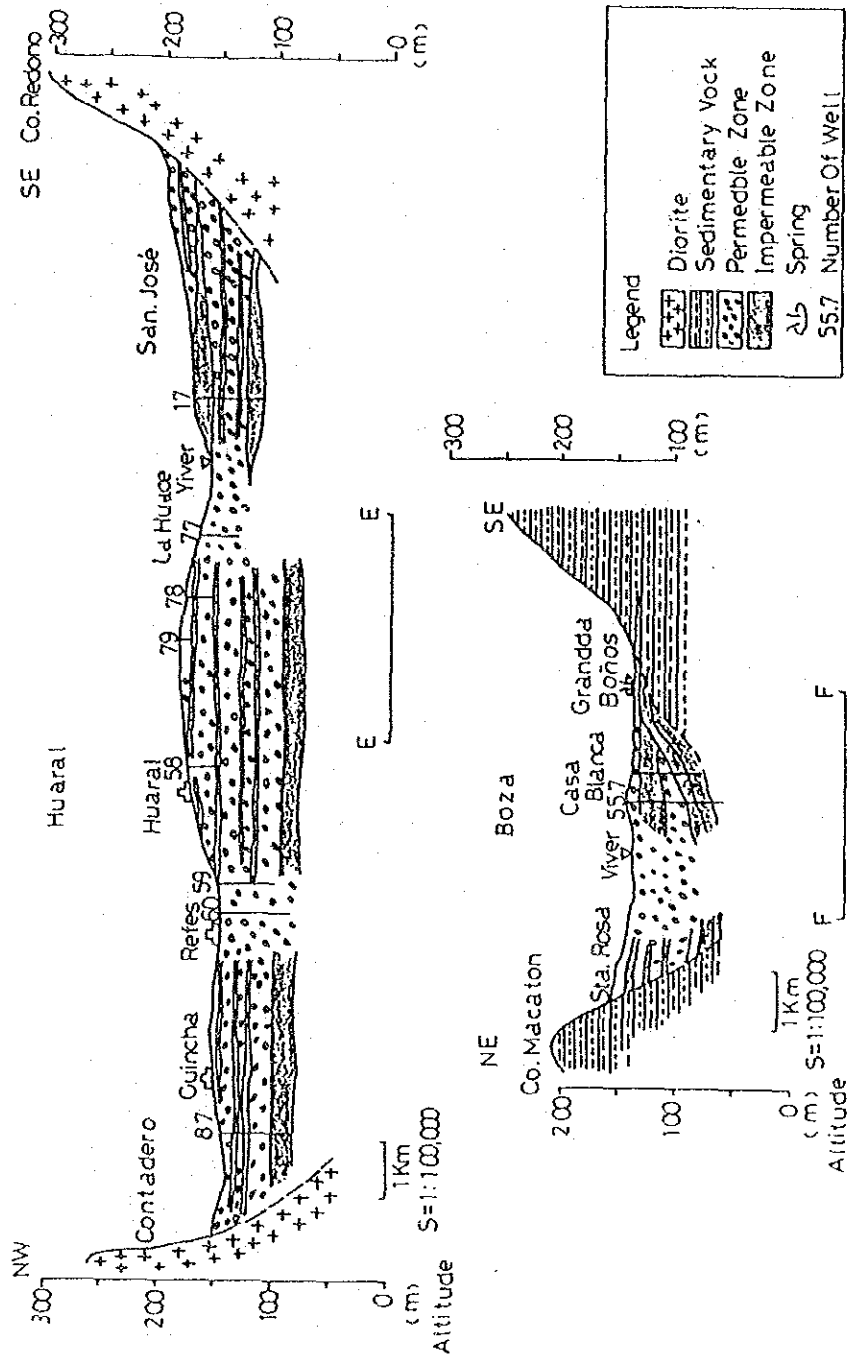 Huaral
NW
SE
Co. Redono
Contadero
Cuincha
Refes
Huaral
La Huace
Yiver
San. José
87
60
59
58
79
78
77
17
300
200
100
0
(m)
Altitude
300
200
100
0
(m)
1Km
S=1:100,000
E
E
Boza
NE
SE
Co. Macaton
Sta. Rosa
Viver
55.7
Casa
Blanca
Grandda
Boños
200
100
0
(m)
Altitude
300
200
100
(m)
1Km
S=1:100,000
F
F
Legend
Diorite
Sedimentary Vock
Permedble Zone
Impermeable Zone
Spring
55.7 Number Of Well